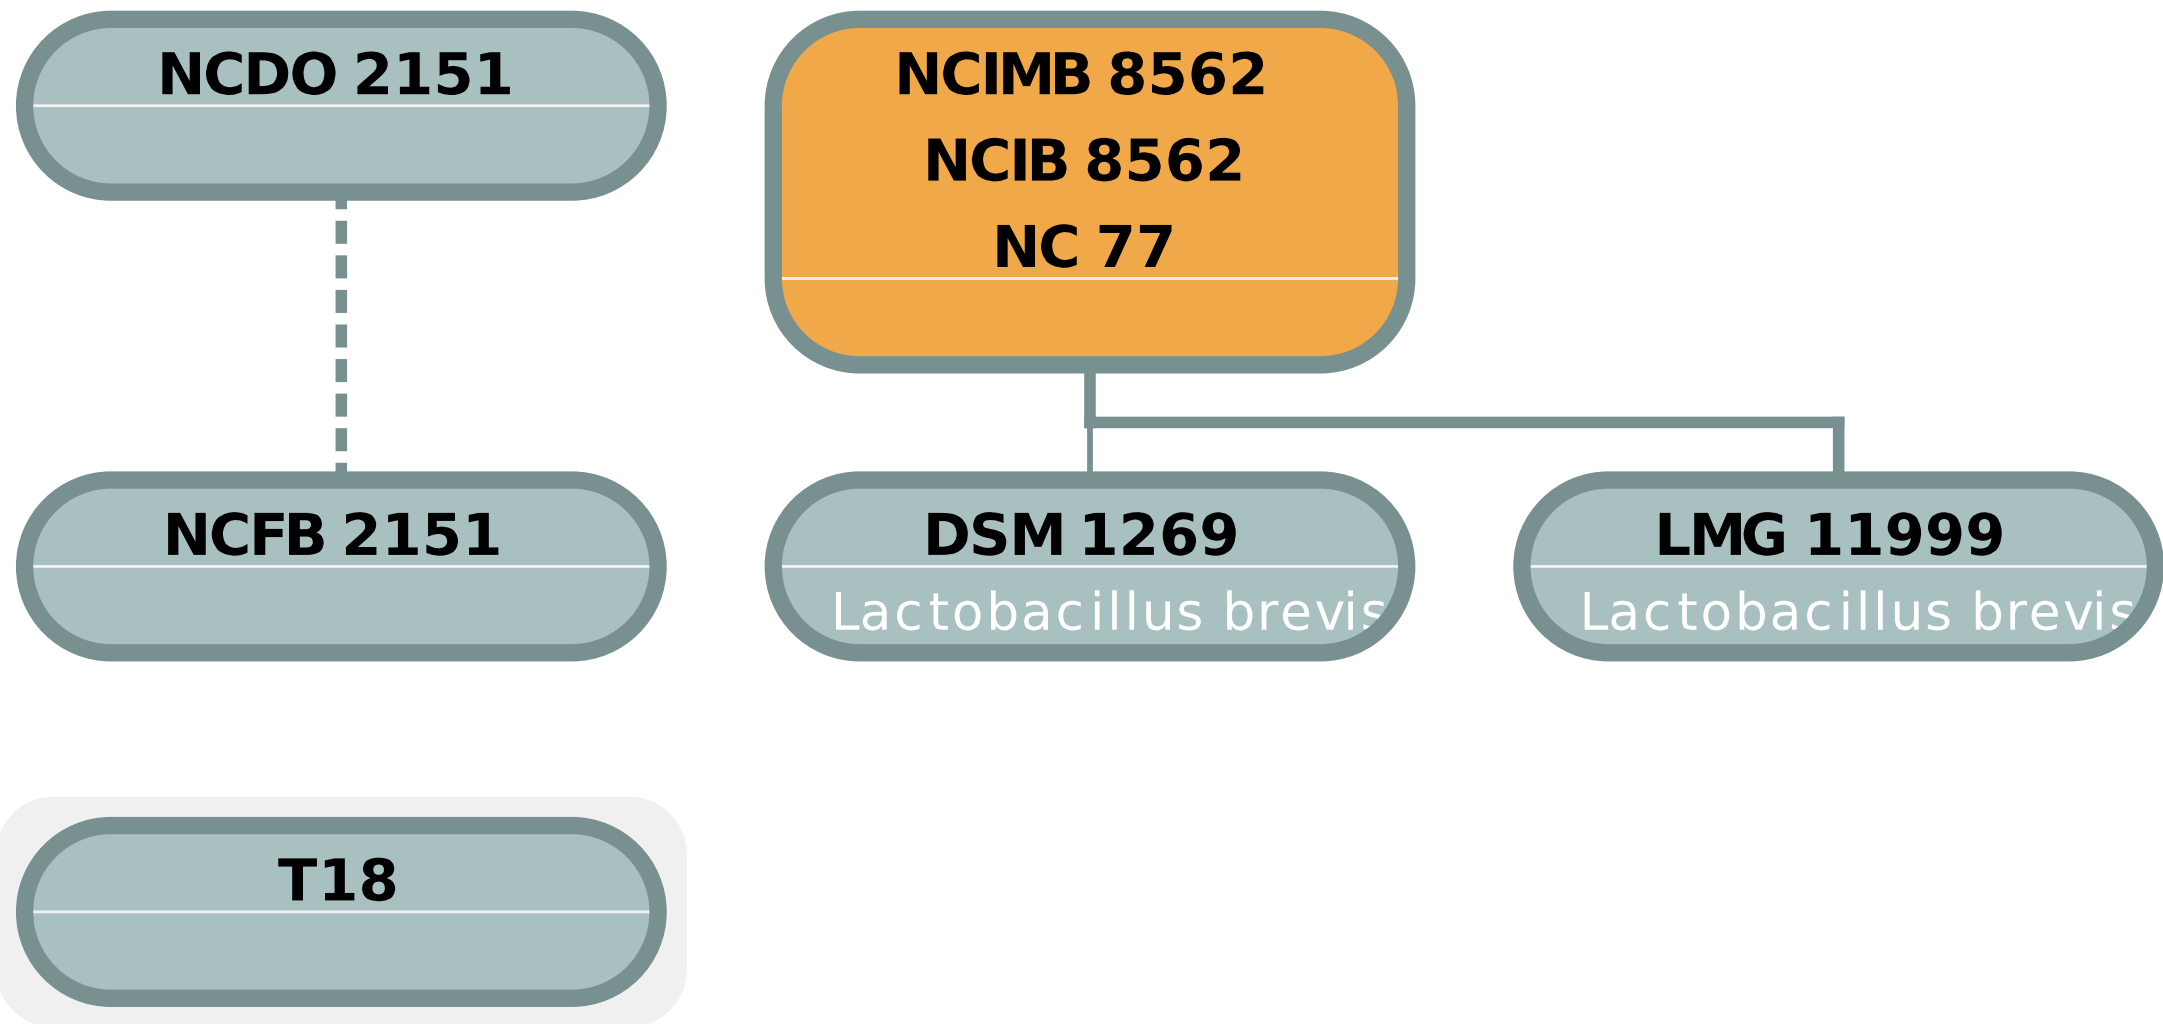 NCDO 2151
NCIMB 8562
NCIB 8562
NC 77
NCFB 2151
DSM 1269
Lactobacillus brevis
LMG 11999
Lactobacillus brevis
T18